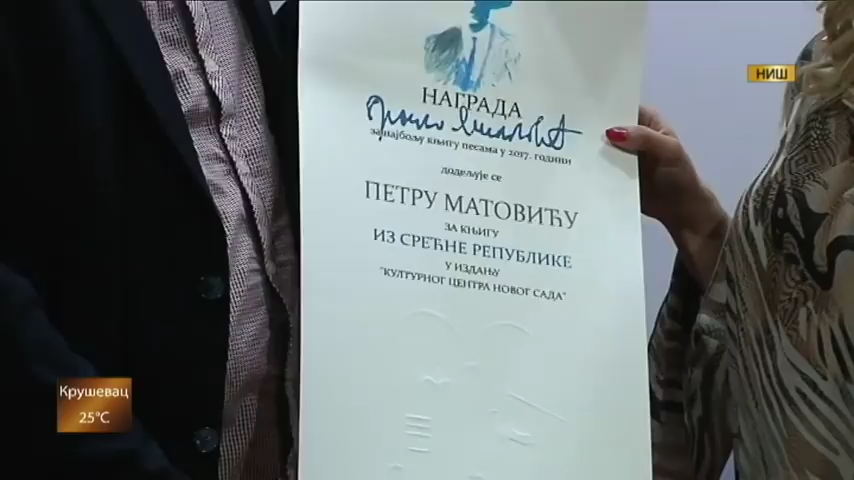 НАГРАДА
за најбољу књигу песама у 2017. години
додељује се
ПЕТРУ МАТОВИЋУ
ЗА КЊИГУ
ИЗ СРЕЋНЕ РЕПУБЛИКЕ
У ИЗДАЊУ
"КУЛТУРНОГ ЦЕНТРА НОВОГ САДА"
НИШ
Крушевац
25°C